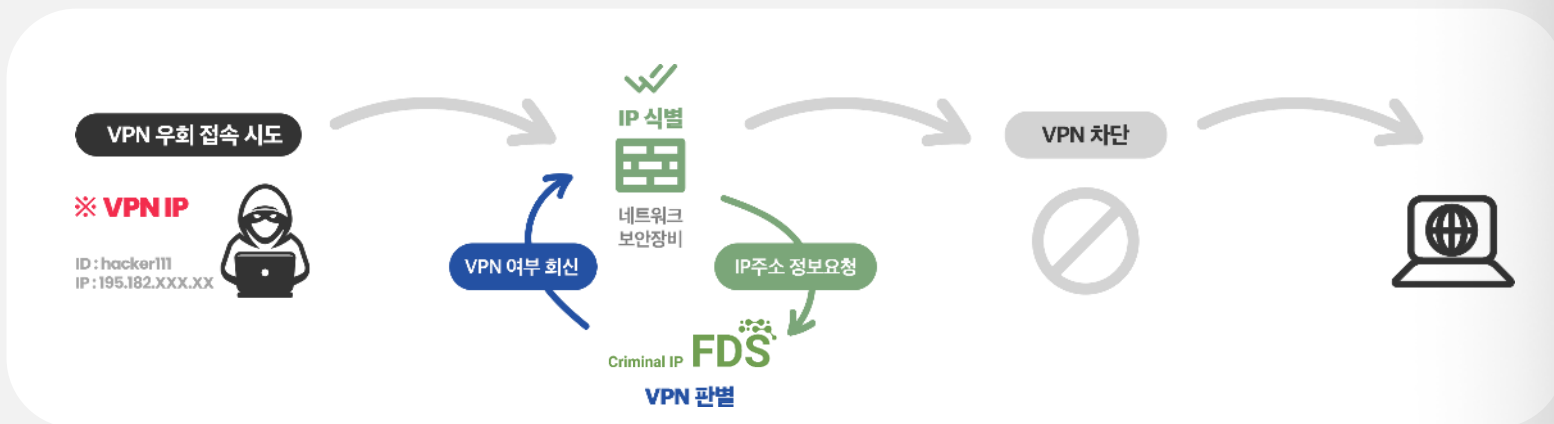 VPN 우회 접속 시도
※ VPN IP
ID : hacker111
IP : 195.182.XXX.XX
IP 식별
네트워크
보안장비
VPN 여부 회신
IP주소 정보요청
Criminal IP FDS
VPN 판별
VPN 차단